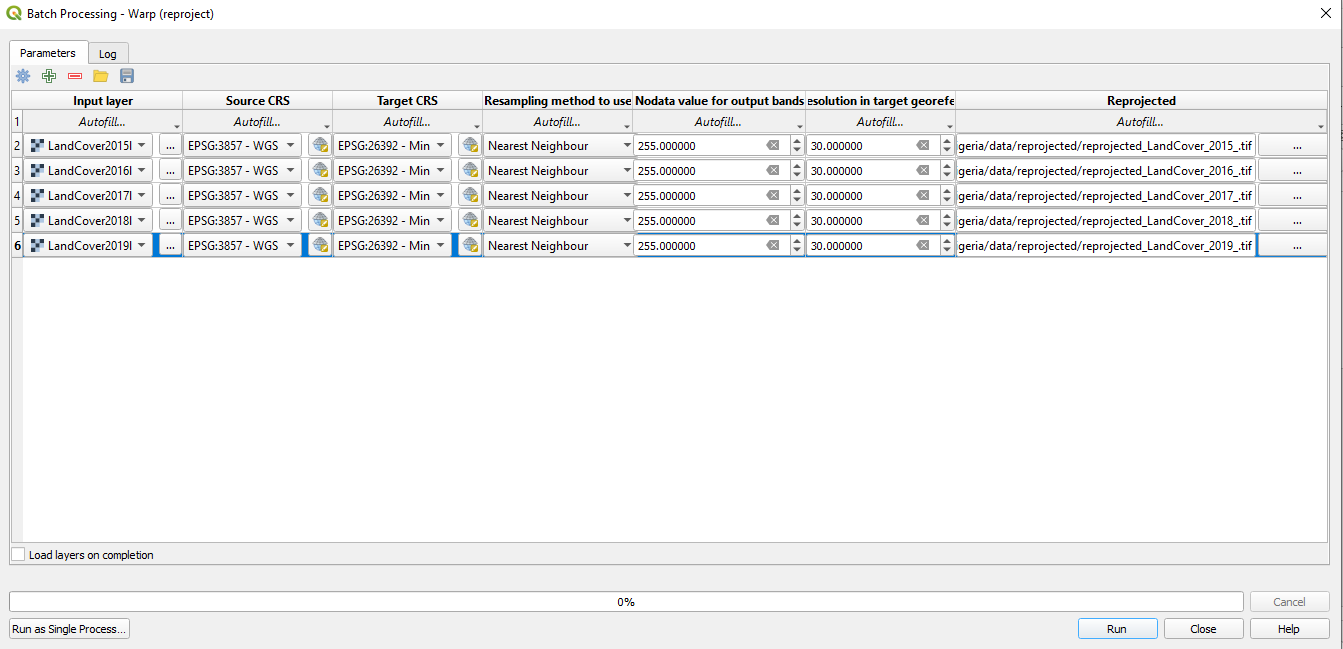 Batch Processing - Warp (reproject)
Parameters
Log
Input layer Source CRS Target CRS Resampling method to use Nodata value for output bands esolution in target georefe Reprojected
1 Autofill... Autofill... Autofill... Autofill... Autofill... Autofill... Autofill...
2 LandCover2015I ... EPSG:3857 - WGS EPSG:26392 - Min Nearest Neighbour 255.000000 30.000000 geria/data/reprojected/reprojected_LandCover_2015_.tif ...
3 LandCover2016I ... EPSG:3857 - WGS EPSG:26392 - Min Nearest Neighbour 255.000000 30.000000 geria/data/reprojected/reprojected_LandCover_2016_.tif ...
4 LandCover2017I ... EPSG:3857 - WGS EPSG:26392 - Min Nearest Neighbour 255.000000 30.000000 geria/data/reprojected/reprojected_LandCover_2017_.tif ...
5 LandCover2018I ... EPSG:3857 - WGS EPSG:26392 - Min Nearest Neighbour 255.000000 30.000000 geria/data/reprojected/reprojected_LandCover_2018_.tif ...
6 LandCover2019I ... EPSG:3857 - WGS EPSG:26392 - Min Nearest Neighbour 255.000000 30.000000 geria/data/reprojected/reprojected_LandCover_2019_.tif ...
Load layers on completion
0%
Cancel
Run as Single Process...
Run
Close
Help